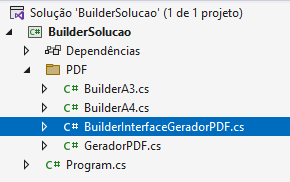 Solução 'BuilderSolucao' (1 de 1 projeto)
BuilderSolucao
Dependências
PDF
C# BuilderA3.cs
C# BuilderA4.cs
C# BuilderInterfaceGeradorPDF.cs
C# GeradorPDF.cs
C# Program.cs